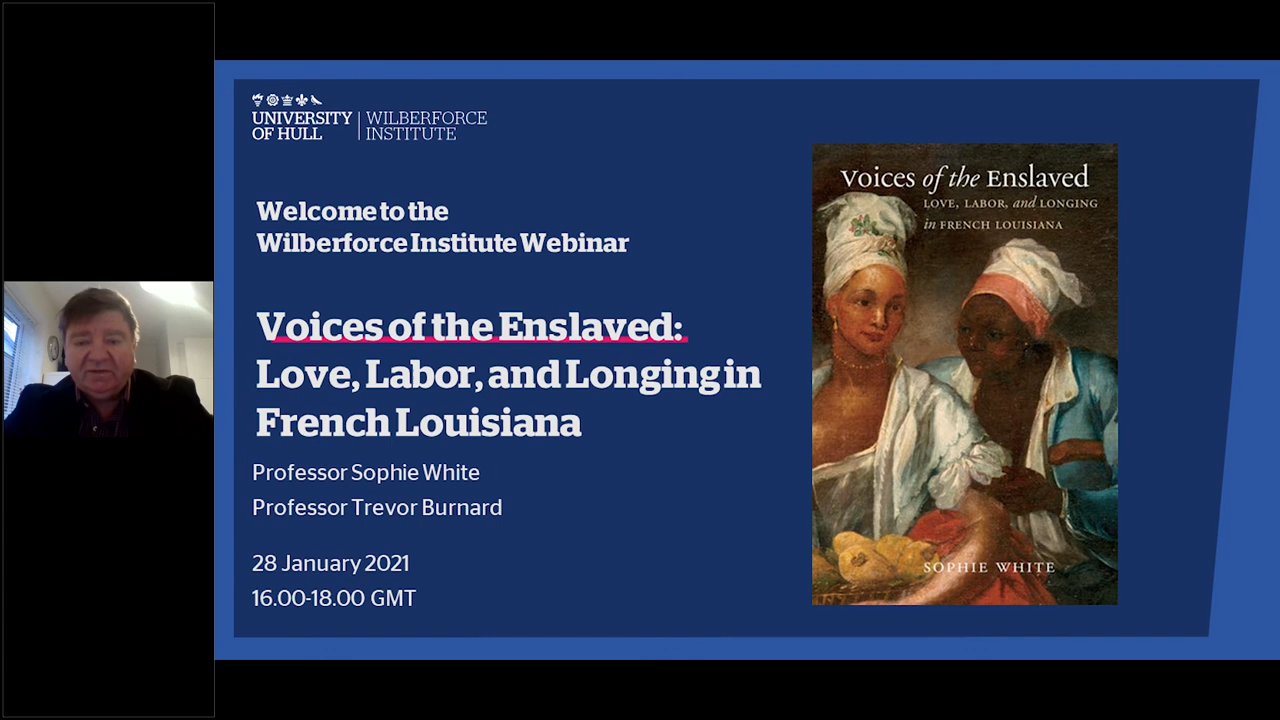 UNIVERSITY
OF HULL
WILBERFORCE
INSTITUTE
Welcome to the
Wilberforce Institute Webinar
Voices of the Enslaved:
Love, Labor, and Longing in
French Louisiana
Professor Sophie White
Professor Trevor Burnard
28 January 2021
16.00-18.00 GMT
Voices of the Enslaved
LOVE, LABOR, and LONGING
in FRENCH LOUISIANA
SOPHIE WHITE